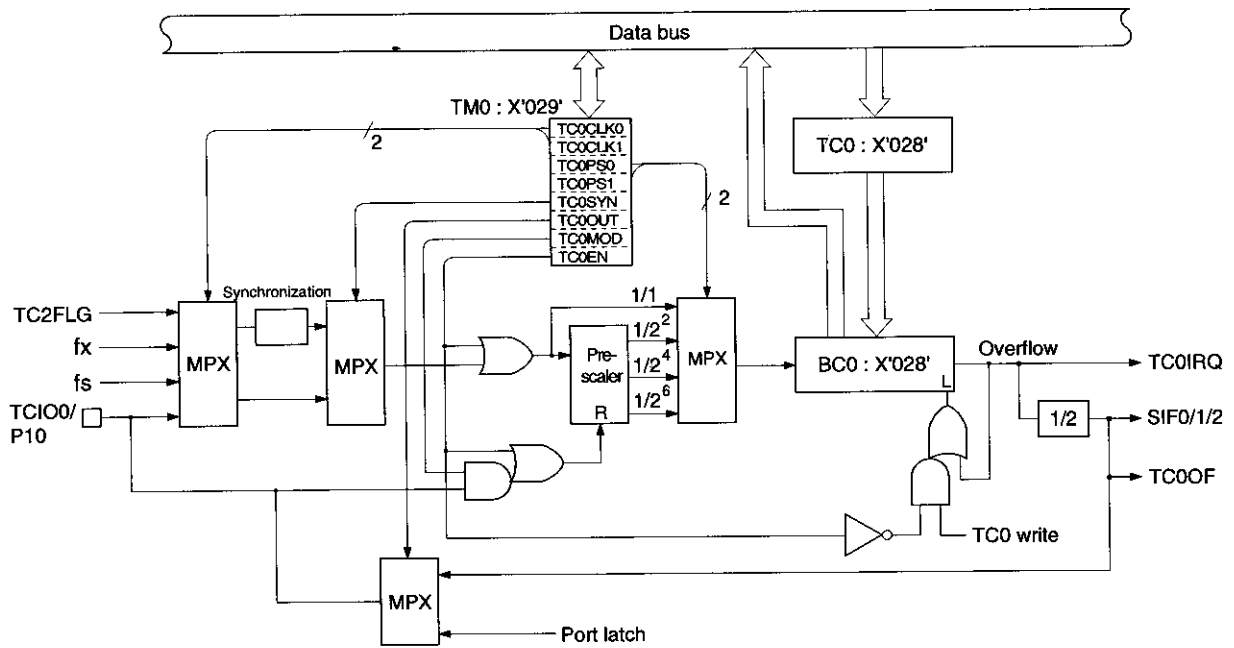 Data bus
TM0 : X'029'
TC0CLK0
TC0CLK1
TC0PS0
TC0PS1
TC0SYN
TC0OUT
TC0MOD
TC0EN
2
2
TC0 : X'028'
Synchronization
TC2FLG
fx
fs
TCIO0/
P10
MPX
MPX
1/1
1/2²
1/2⁴
1/2⁶
Pre-
scaler
R
MPX
BC0 : X'028'
L
Overflow
TC0IRQ
1/2
SIF0/1/2
TC0OF
TC0 write
MPX
Port latch